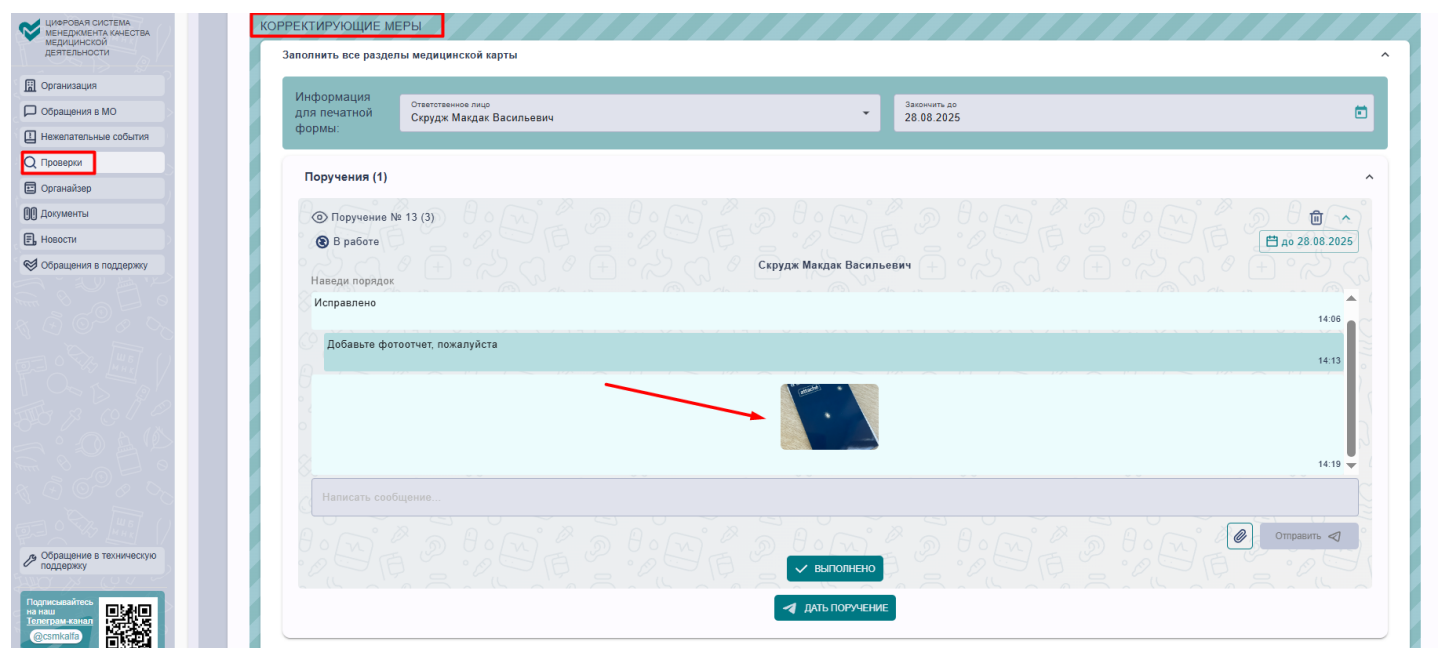 ЦИФРОВАЯ СИСТЕМА
МЕНЕДЖМЕНТА КАЧЕСТВА
МЕДИЦИНСКОЙ
ДЕЯТЕЛЬНОСТИ
Организация
Обращения в МО
Нежелательные события
Проверки
Органайзер
Документы
Новости
Обращения в поддержку
Обращение в техническую
поддержку
Подписывайтесь
на наш
Телеграм-канал
@csmkalfa
КОРРЕКТИРУЮЩИЕ МЕРЫ
Заполнить все разделы медицинской карты
Информация
для печатной
формы:
Ответственное лицо
Скрудж Макдак Васильевич
Закончить до
28.08.2025
Поручения (1)
Поручение № 13 (3)
В работе
до 28.08.2025
Скрудж Макдак Васильевич
Наведи порядок
Исправлено
14:06
Добавьте фотоотчет, пожалуйста
14:13
attache
14:19
Написать сообщение...
Отправить
ВЫПОЛНЕНО
ДАТЬ ПОРУЧЕНИЕ